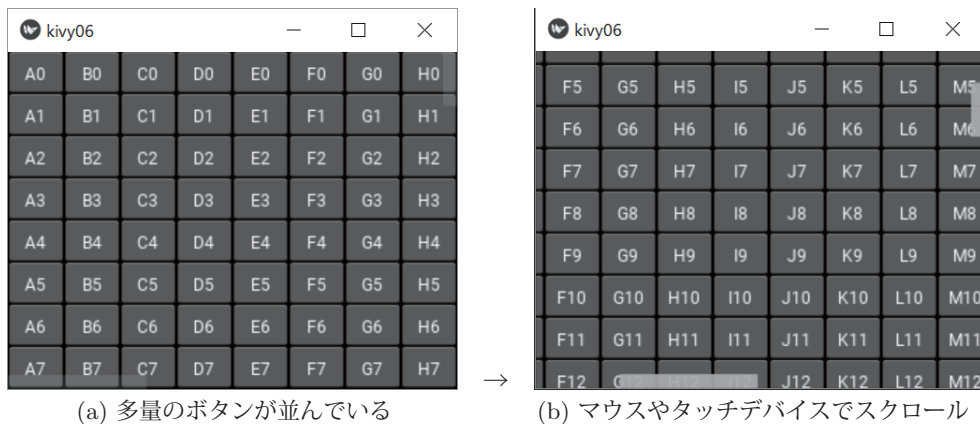 kivy06
A0 B0 C0 D0 E0 F0 G0 H0
A1 B1 C1 D1 E1 F1 G1 H1
A2 B2 C2 D2 E2 F2 G2 H2
A3 B3 C3 D3 E3 F3 G3 H3
A4 B4 C4 D4 E4 F4 G4 H4
A5 B5 C5 D5 E5 F5 G5 H5
A6 B6 C6 D6 E6 F6 G6 H6
A7 B7 C7 D7 E7 F7 G7 H7
(a) 多量のボタンが並んでいる
→
kivy06
F5 G5 H5 I5 J5 K5 L5 M5
F6 G6 H6 I6 J6 K6 L6 M6
F7 G7 H7 I7 J7 K7 L7 M7
F8 G8 H8 I8 J8 K8 L8 M8
F9 G9 H9 I9 J9 K9 L9 M9
F10 G10 H10 I10 J10 K10 L10 M10
F11 G11 H11 I11 J11 K11 L11 M11
F12 G12 H12 I12 J12 K12 L12 M12
(b) マウスやタッチデバイスでスクロール